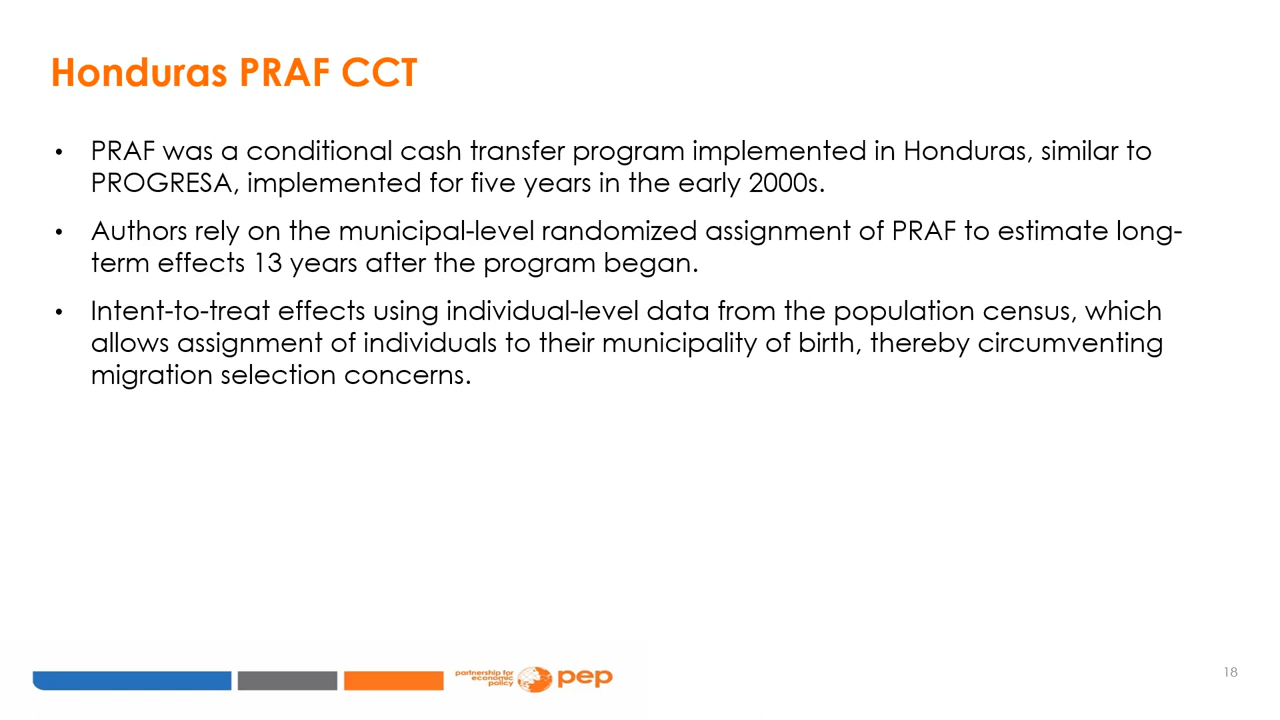 Honduras PRAF CCT
• PRAF was a conditional cash transfer program implemented in Honduras, similar to
PROGRESA, implemented for five years in the early 2000s.
• Authors rely on the municipal-level randomized assignment of PRAF to estimate long-
term effects 13 years after the program began.
• Intent-to-treat effects using individual-level data from the population census, which
allows assignment of individuals to their municipality of birth, thereby circumventing
migration selection concerns.
partnership for
economic
policy
pep
18